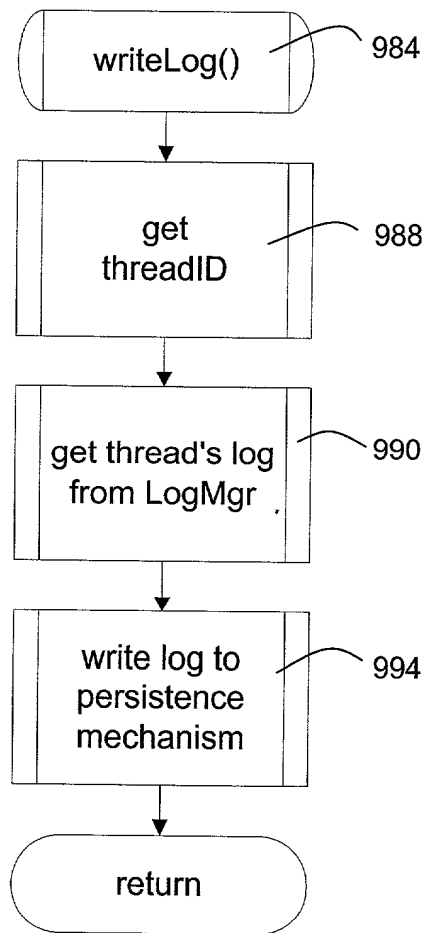 writeLog()
984
get
threadID
988
get thread's log
from LogMgr
990
write log to
persistence
mechanism
994
return